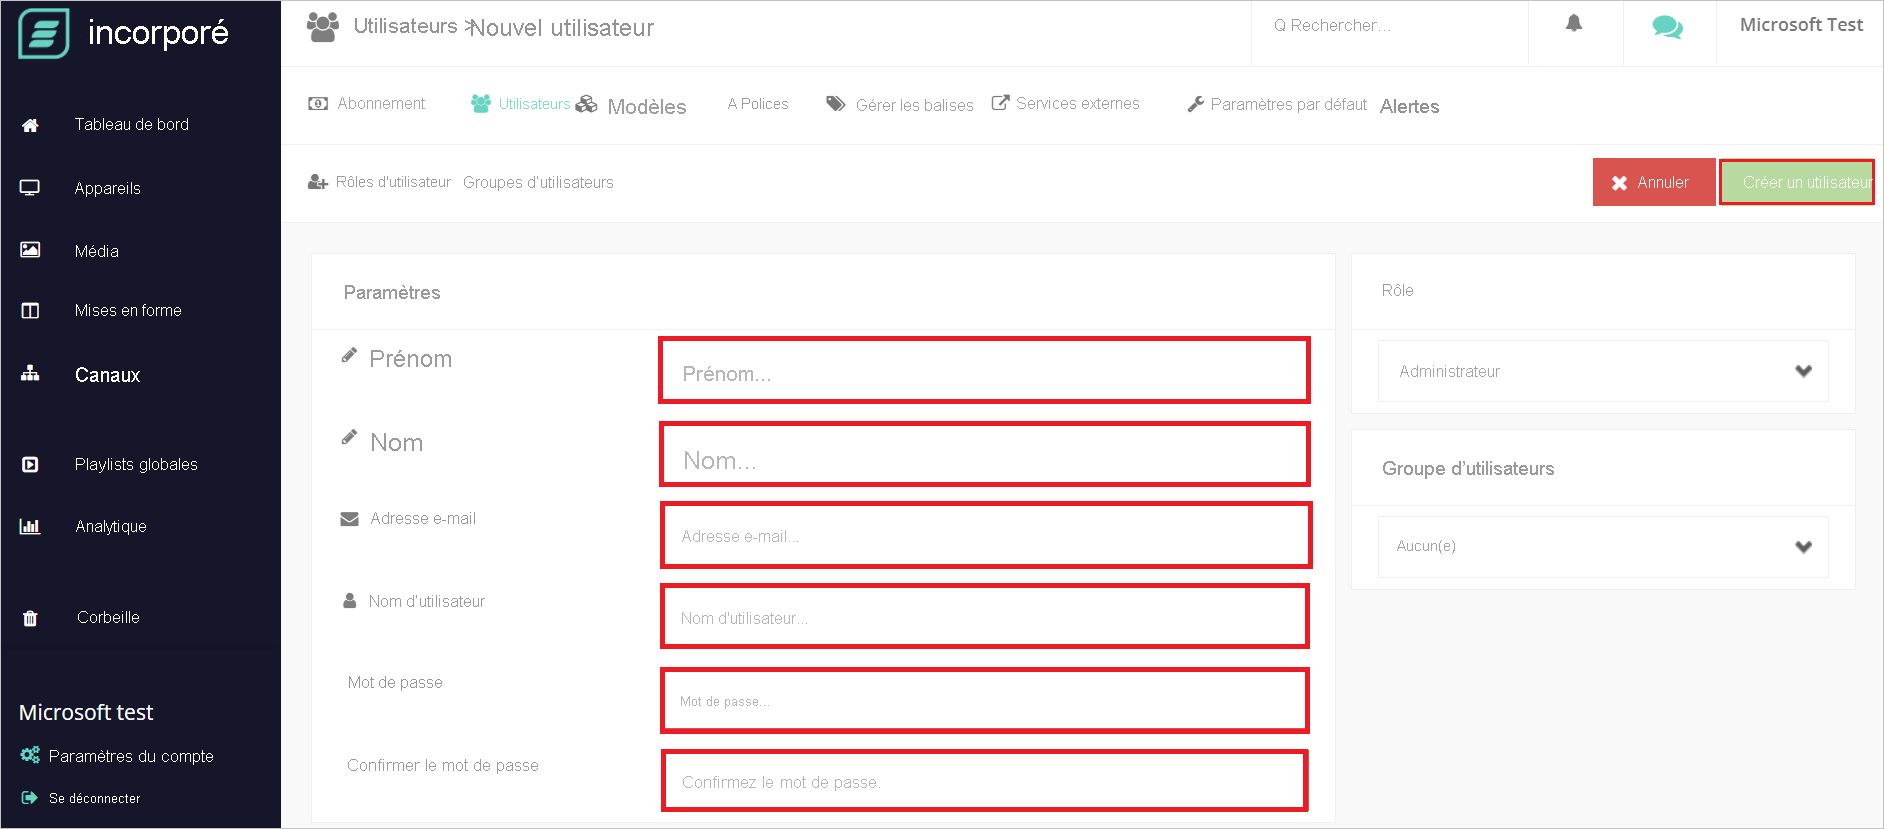 incorporé
Utilisateurs > Nouvel utilisateur
Q Rechercher...
Microsoft Test
Abonnement
Utilisateurs
Modèles
A Polices
Gérer les balises
Services externes
Paramètres par défaut
Alertes
Rôles d'utilisateur
Groupes d'utilisateurs
Annuler
Créer un utilisateur
Tableau de bord
Appareils
Média
Mises en forme
Canaux
Playlists globales
Analytique
Corbeille
Microsoft test
Paramètres du compte
Se déconnecter
Paramètres
Prénom
Prénom...
Nom
Nom...
Adresse e-mail
Adresse e-mail...
Nom d'utilisateur
Nom d'utilisateur...
Mot de passe
Mot de passe...
Confirmer le mot de passe
Confirmez le mot de passe.
Rôle
Administrateur
Groupe d'utilisateurs
Aucun(e)